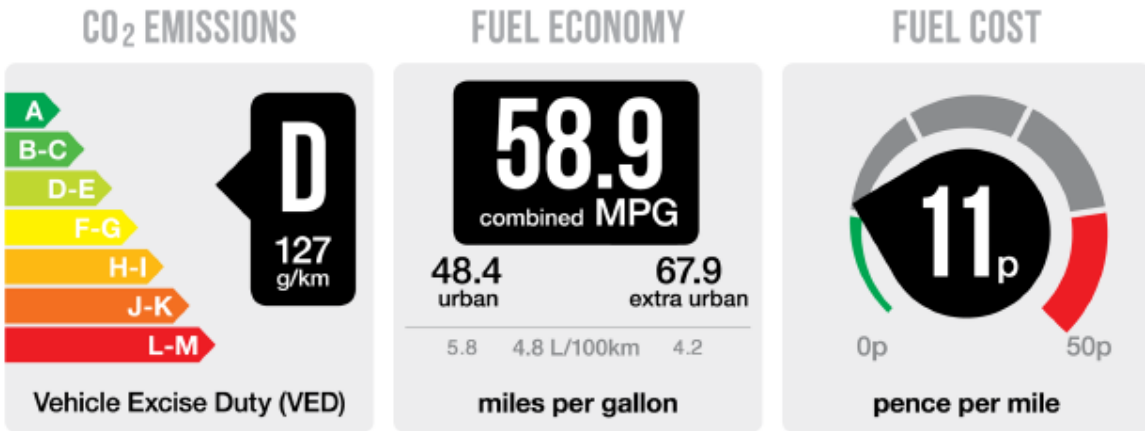 CO₂ EMISSIONS
A
B-C
D-E
F-G
H-I
J-K
L-M
D
127
g/km
Vehicle Excise Duty (VED)
FUEL ECONOMY
58.9
combined MPG
48.4 67.9
urban extra urban
5.8 4.8 L/100km 4.2
miles per gallon
FUEL COST
11p
0p 50p
pence per mile